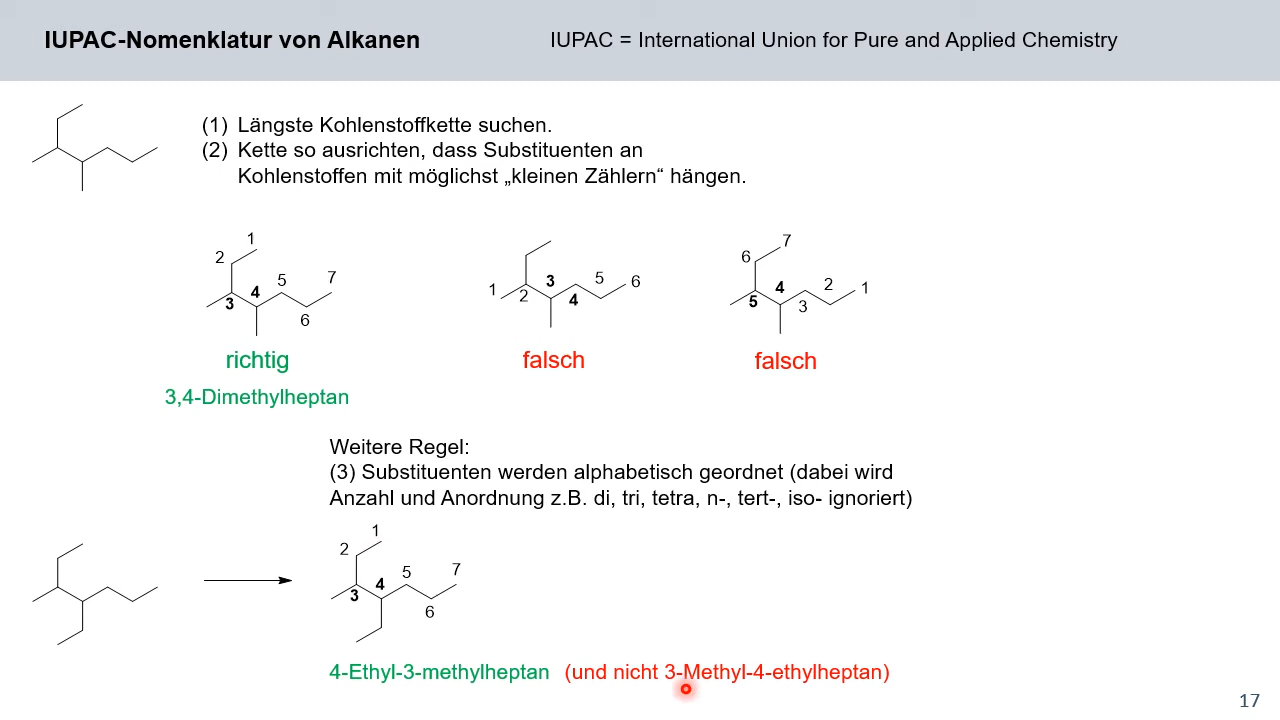 IUPAC-Nomenklatur von Alkanen
IUPAC = International Union for Pure and Applied Chemistry
(1) Längste Kohlenstoffkette suchen.
(2) Kette so ausrichten, dass Substituenten an
Kohlenstoffen mit möglichst „kleinen Zählern“ hängen.
1
2
3
4
5
6
7
richtig
3,4-Dimethylheptan
1
2
3
4
5
6
falsch
7
6
5
4
3
2
1
falsch
Weitere Regel:
(3) Substituenten werden alphabetisch geordnet (dabei wird
Anzahl und Anordnung z.B. di, tri, tetra, n-, tert-, iso- ignoriert)
1
2
3
4
5
6
7
4-Ethyl-3-methylheptan (und nicht 3-Methyl-4-ethylheptan)
17